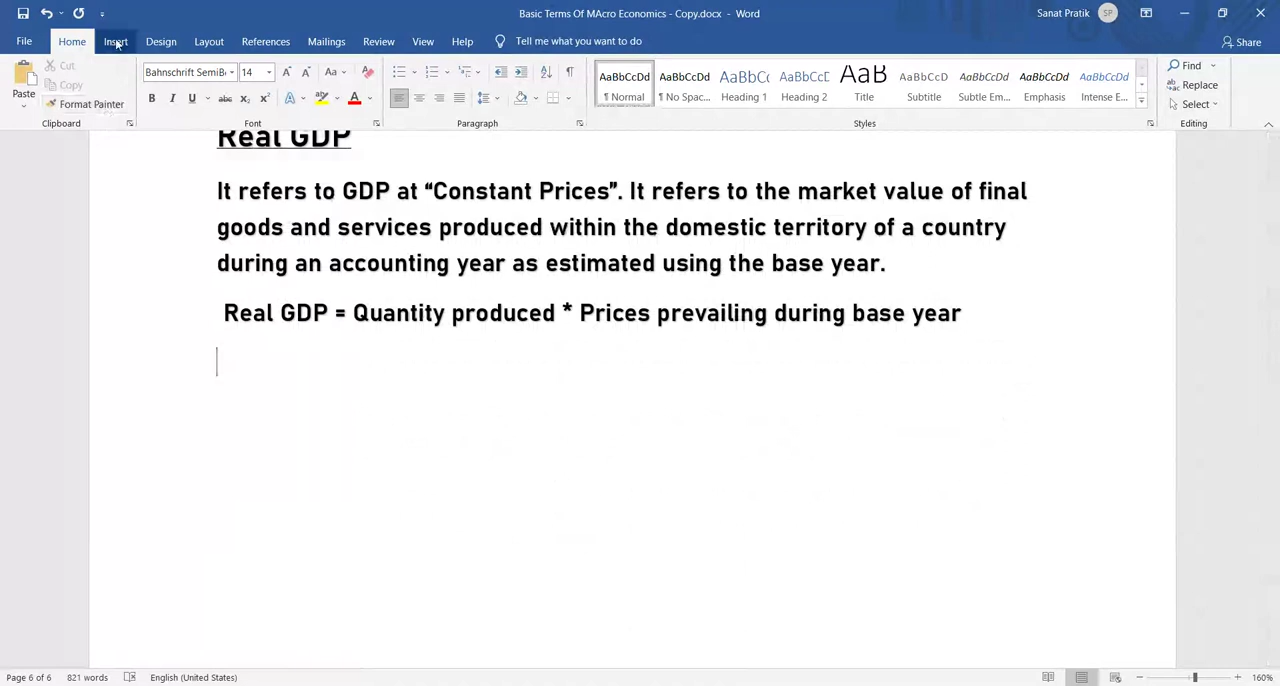 Basic Terms Of MAcro Economics - Copy.docx - Word
Sanat Pratik SP
File Home Insert Design Layout References Mailings Review View Help Tell me what you want to do Share
Paste
Cut
Copy
Format Painter
Clipboard
Bahnschrift SemiB 14
Font
Paragraph
AaBbCcDd AaBbCcDd AaBbCc AaBbCcD AaB AaBbCcD AaBbCcDd AaBbCcDd AaBbCcDd
¶ Normal ¶ No Spac... Heading 1 Heading 2 Title Subtitle Subtle Em... Emphasis Intense E...
Styles
Find
Replace
Select
Editing
Real GDP
It refers to GDP at “Constant Prices”. It refers to the market value of final
goods and services produced within the domestic territory of a country
during an accounting year as estimated using the base year.
Real GDP = Quantity produced * Prices prevailing during base year
Page 6 of 6 821 words English (United States) 160%